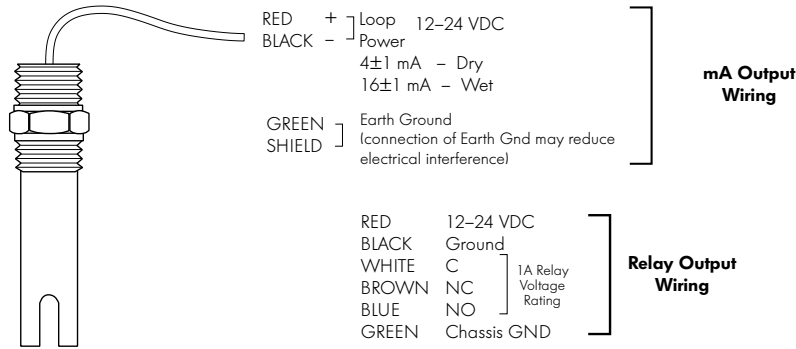 RED + Loop 12–24 VDC
BLACK – Power
4±1 mA – Dry
16±1 mA – Wet
mA Output
Wiring
GREEN Earth Ground
SHIELD (connection of Earth Gnd may reduce
electrical interference)
RED 12–24 VDC
BLACK Ground
WHITE C
BROWN NC
BLUE NO
GREEN Chassis GND
1A Relay
Voltage
Rating
Relay Output
Wiring